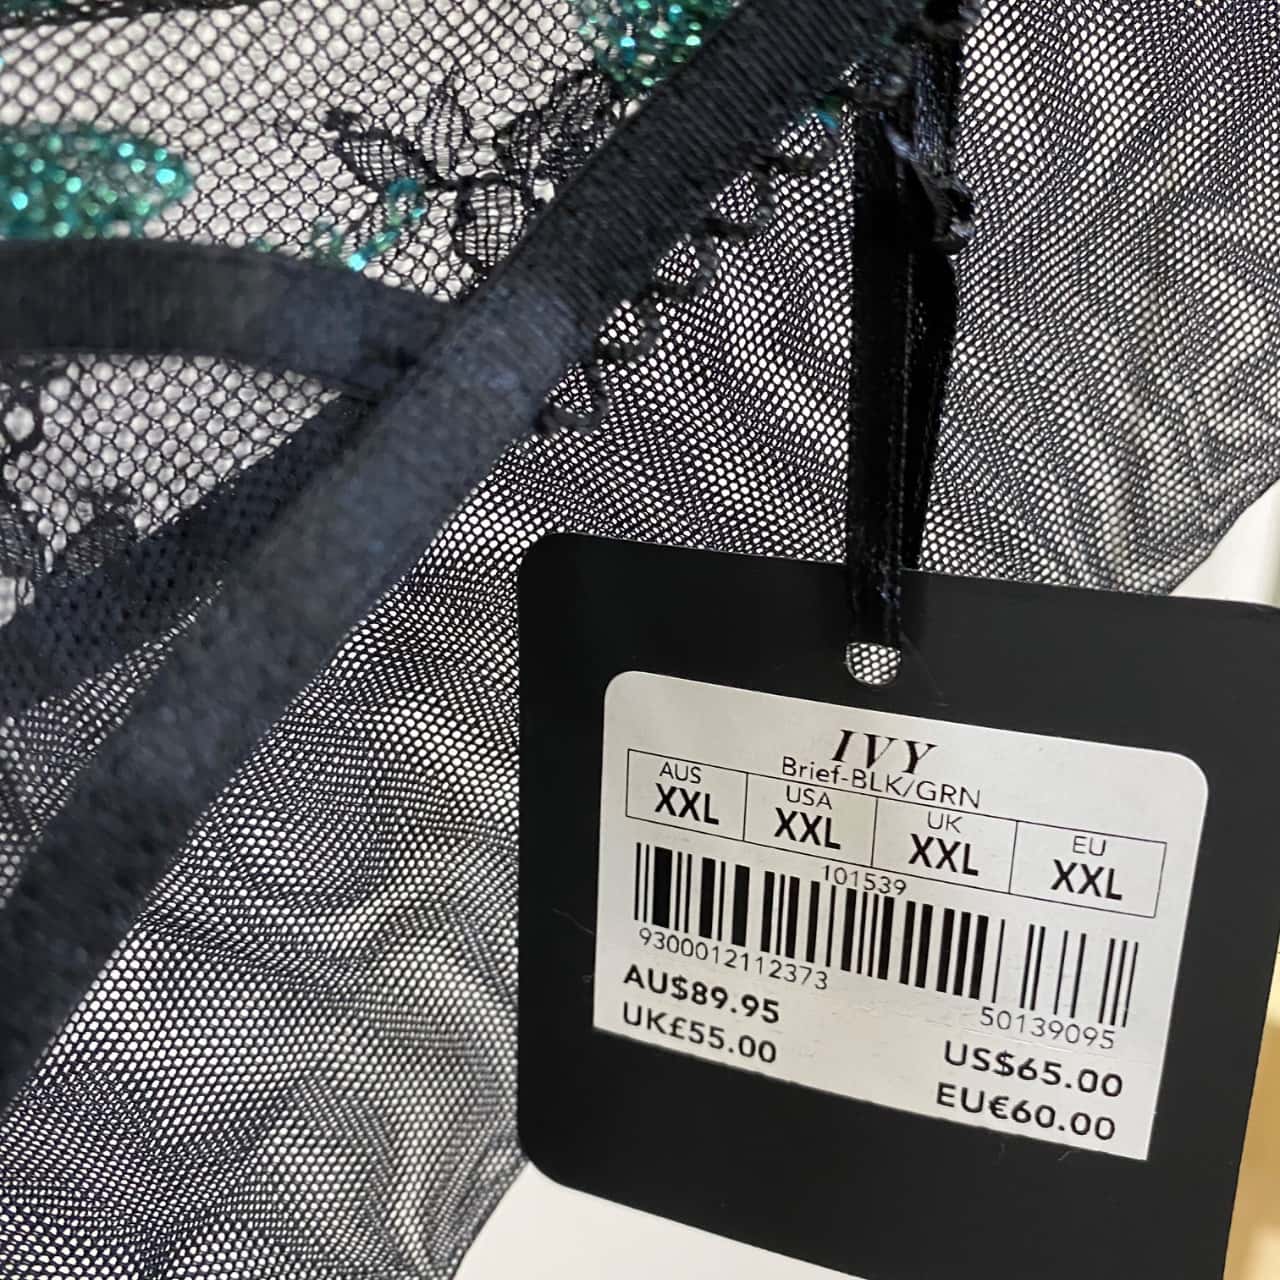 IVY
Brief-BLK/GRN
AUS USA UK EU
XXL XXL XXL XXL
101539
9300012112373
50139095
AU$89.95 US$65.00
UK£55.00 EU€60.00